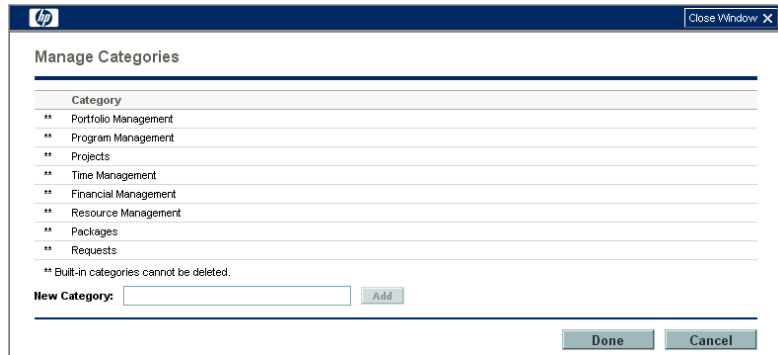 hp
Close Window X
Manage Categories
Category
** Portfolio Management
** Program Management
** Projects
** Time Management
** Financial Management
** Resource Management
** Packages
** Requests
** Built-in categories cannot be deleted.
New Category: Add
Done Cancel